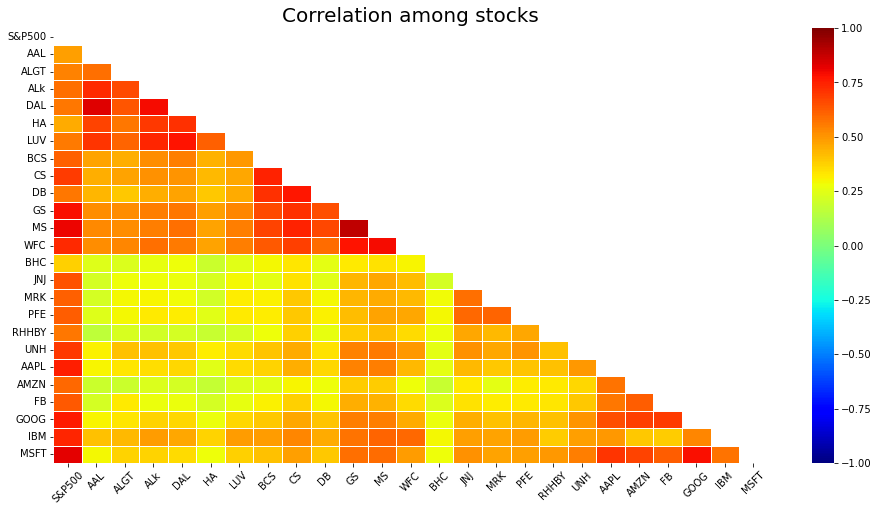 Correlation among stocks
S&P500
AAL
ALGT
ALk
DAL
HA
LUV
BCS
CS
DB
GS
MS
WFC
BHC
JNJ
MRK
PFE
RHHBY
UNH
AAPL
AMZN
FB
GOOG
IBM
MSFT
S&P500 AAL ALGT ALk DAL HA LUV BCS CS DB GS MS WFC BHC JNJ MRK PFE RHHBY UNH AAPL AMZN FB GOOG IBM MSFT
1.00
0.75
0.50
0.25
0.00
−0.25
−0.50
−0.75
−1.00